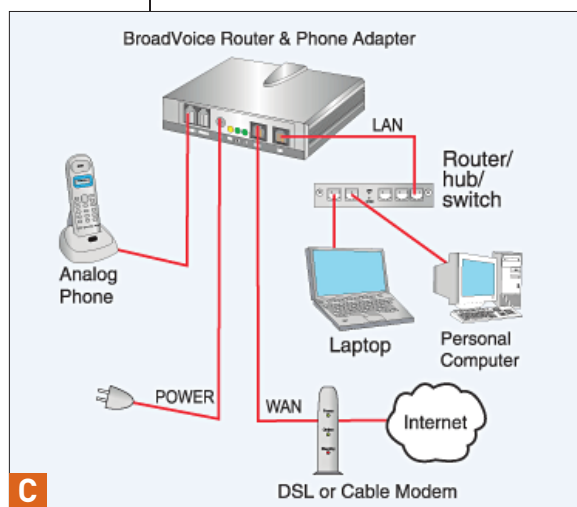 BroadVoice Router & Phone Adapter
LAN
Router/
hub/
switch
Analog
Phone
Laptop
Personal
Computer
POWER
WAN
Internet
DSL or Cable Modem
C